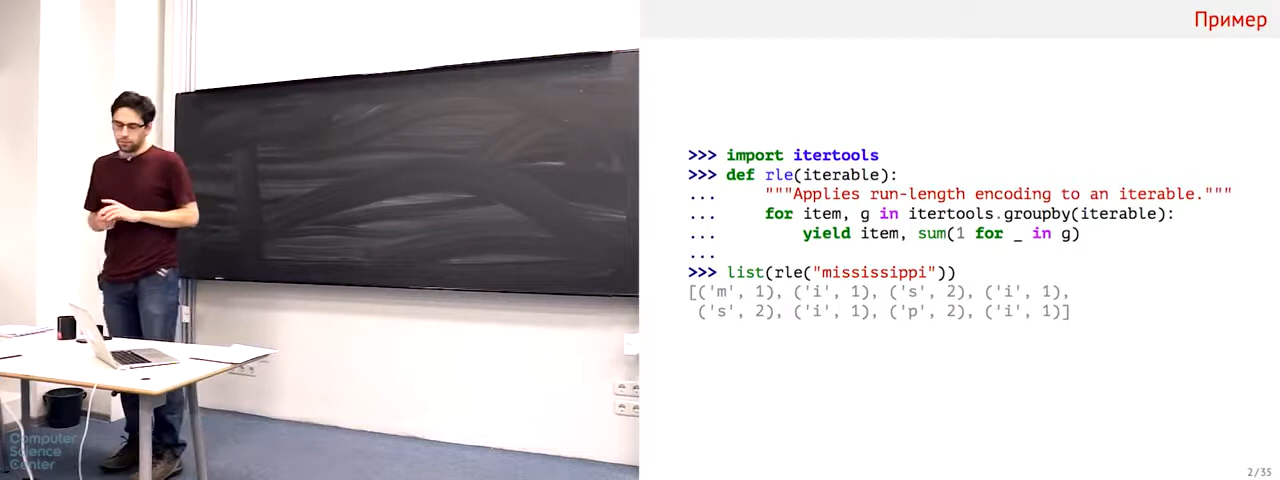 Пример
>>> import itertools
>>> def rle(iterable):
...     """Applies run-length encoding to an iterable."""
...     for item, g in itertools.groupby(iterable):
...         yield item, sum(1 for _ in g)
...
>>> list(rle("mississippi"))
[('m', 1), ('i', 1), ('s', 2), ('i', 1),
 ('s', 2), ('i', 1), ('p', 2), ('i', 1)]
Computer
Science
Center
2/35